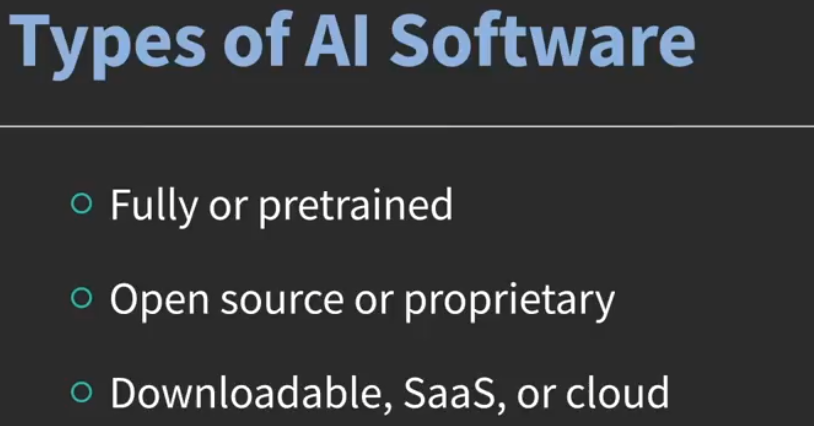 Types of AI Software
Fully or pretrained
Open source or proprietary
Downloadable, SaaS, or cloud